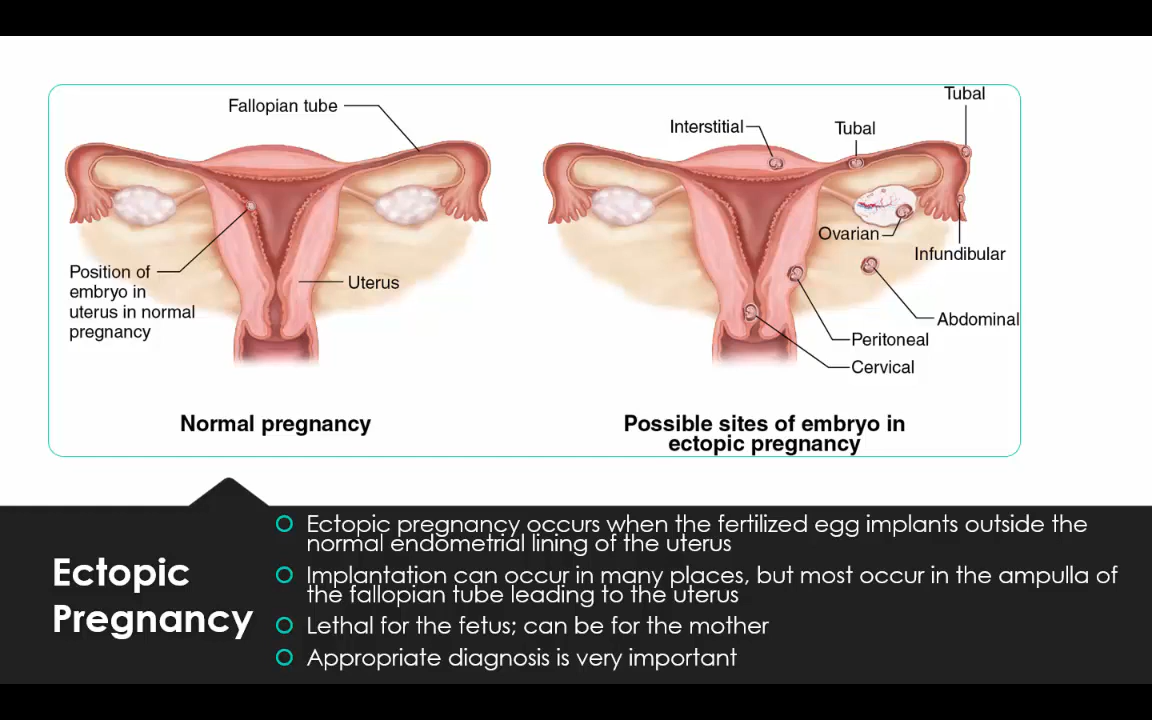 Fallopian tube
Position of
embryo in
uterus in normal
pregnancy
Uterus
Normal pregnancy
Interstitial
Tubal
Tubal
Ovarian
Infundibular
Abdominal
Peritoneal
Cervical
Possible sites of embryo in
ectopic pregnancy
Ectopic
Pregnancy
Ectopic pregnancy occurs when the fertilized egg implants outside the
normal endometrial lining of the uterus
Implantation can occur in many places, but most occur in the ampulla of
the fallopian tube leading to the uterus
Lethal for the fetus; can be for the mother
Appropriate diagnosis is very important